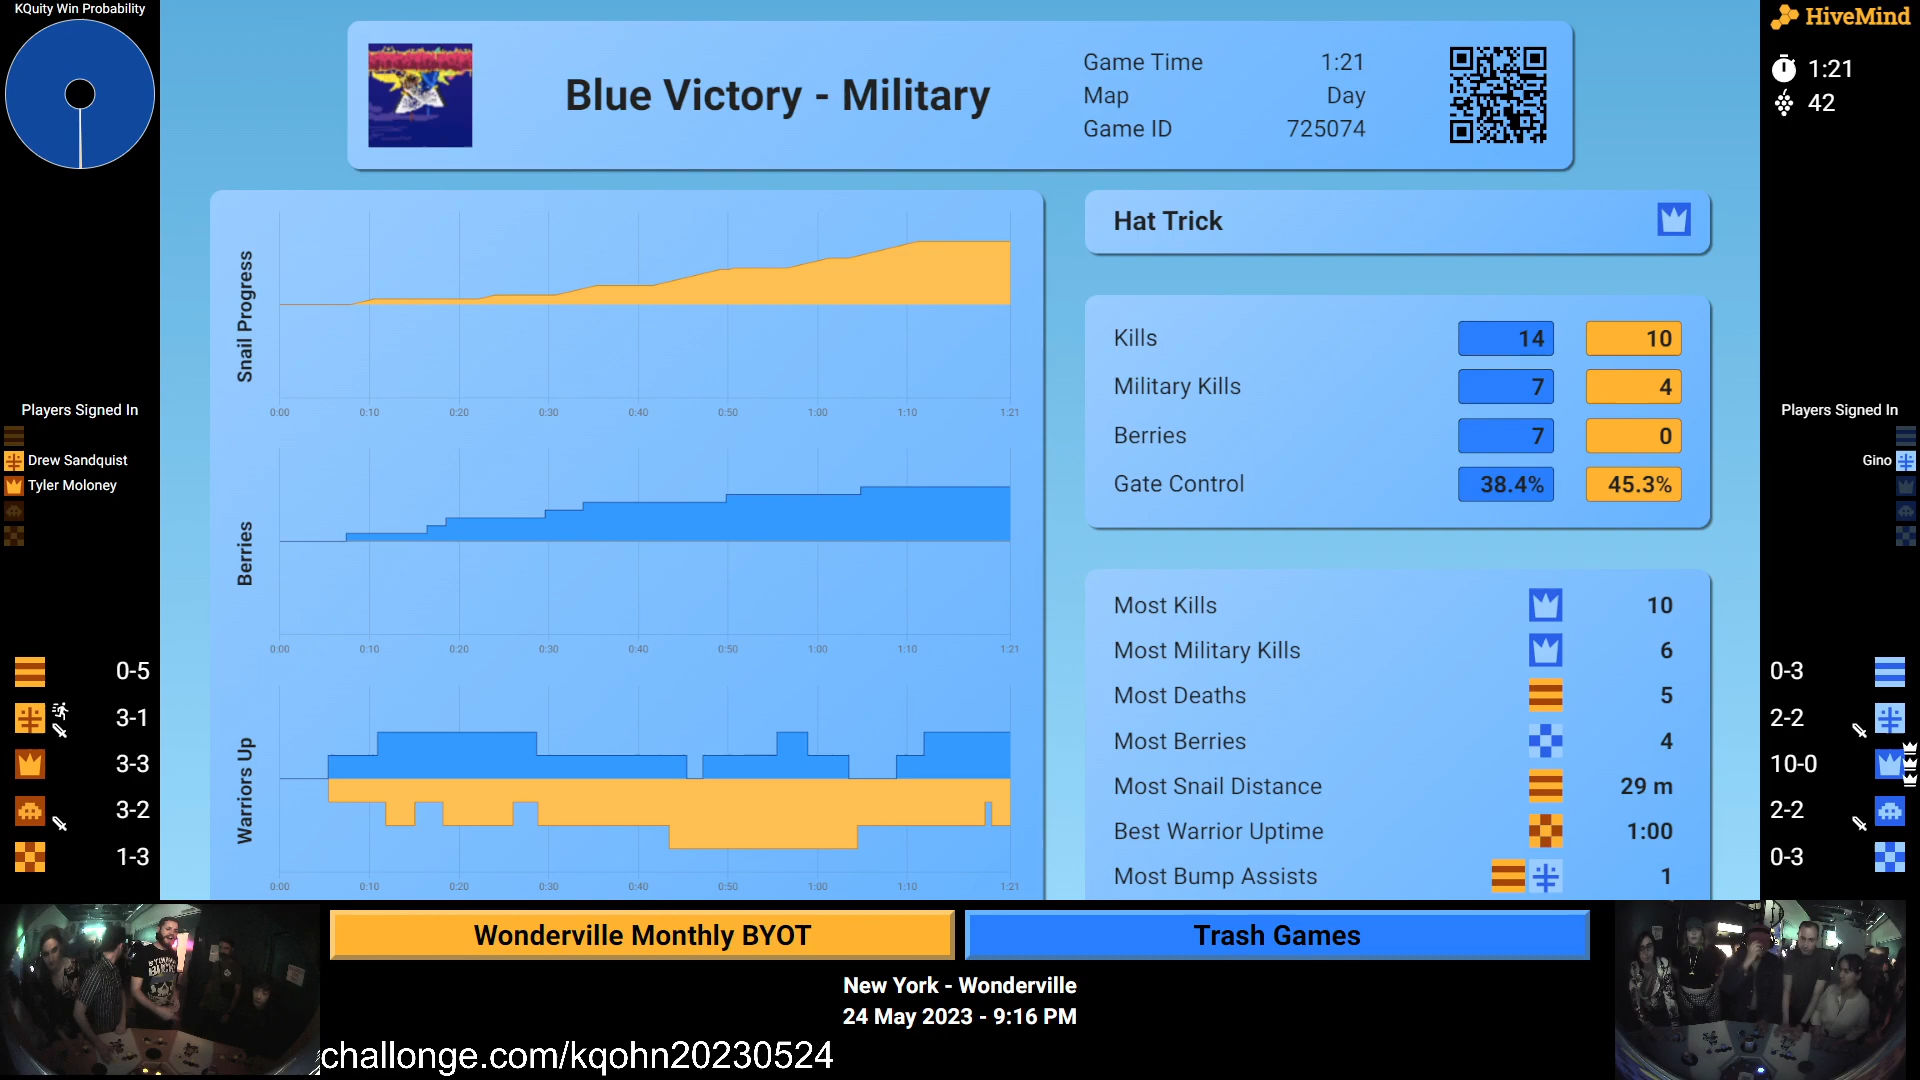 KQuity Win Probability
HiveMind
1:21
42
Blue Victory - Military
Game Time 1:21
Map Day
Game ID 725074
Snail Progress
0:00 0:10 0:20 0:30 0:40 0:50 1:00 1:10 1:21
Berries
0:00 0:10 0:20 0:30 0:40 0:50 1:00 1:10 1:21
Warriors Up
0:00 0:10 0:20 0:30 0:40 0:50 1:00 1:10 1:21
Hat Trick
Kills 14 10
Military Kills 7 4
Berries 7 0
Gate Control 38.4% 45.3%
Most Kills 10
Most Military Kills 6
Most Deaths 5
Most Berries 4
Most Snail Distance 29 m
Best Warrior Uptime 1:00
Most Bump Assists 1
Players Signed In
Drew Sandquist
Tyler Moloney
0-5
3-1
3-3
3-2
1-3
Players Signed In
Gino
0-3
2-2
10-0
2-2
0-3
Wonderville Monthly BYOT
Trash Games
New York - Wonderville
24 May 2023 - 9:16 PM
challonge.com/kqohn20230524